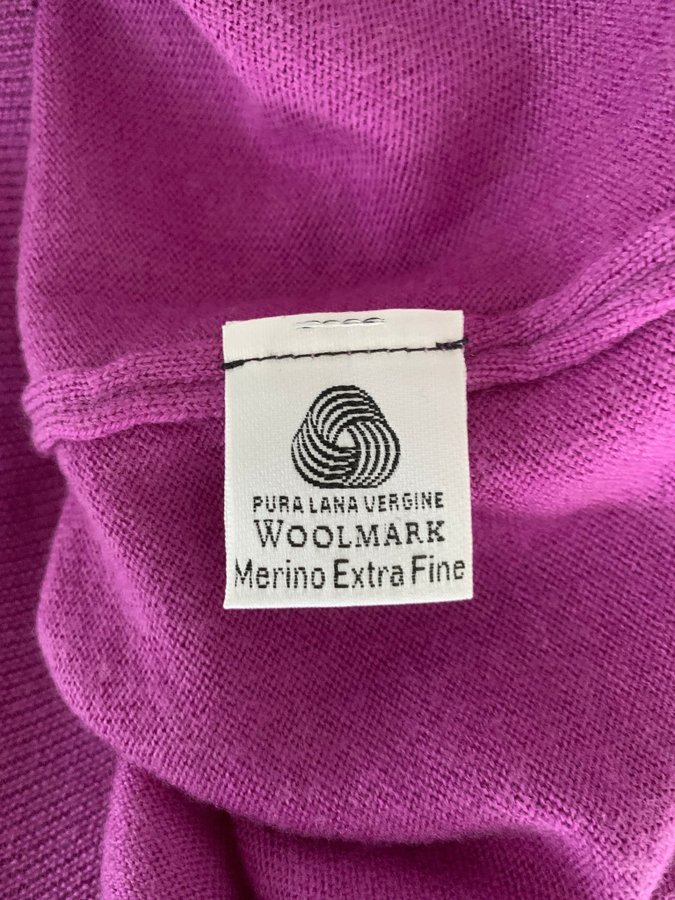 PURA LANA VERGINE
WOOLMARK
Merino Extra Fine